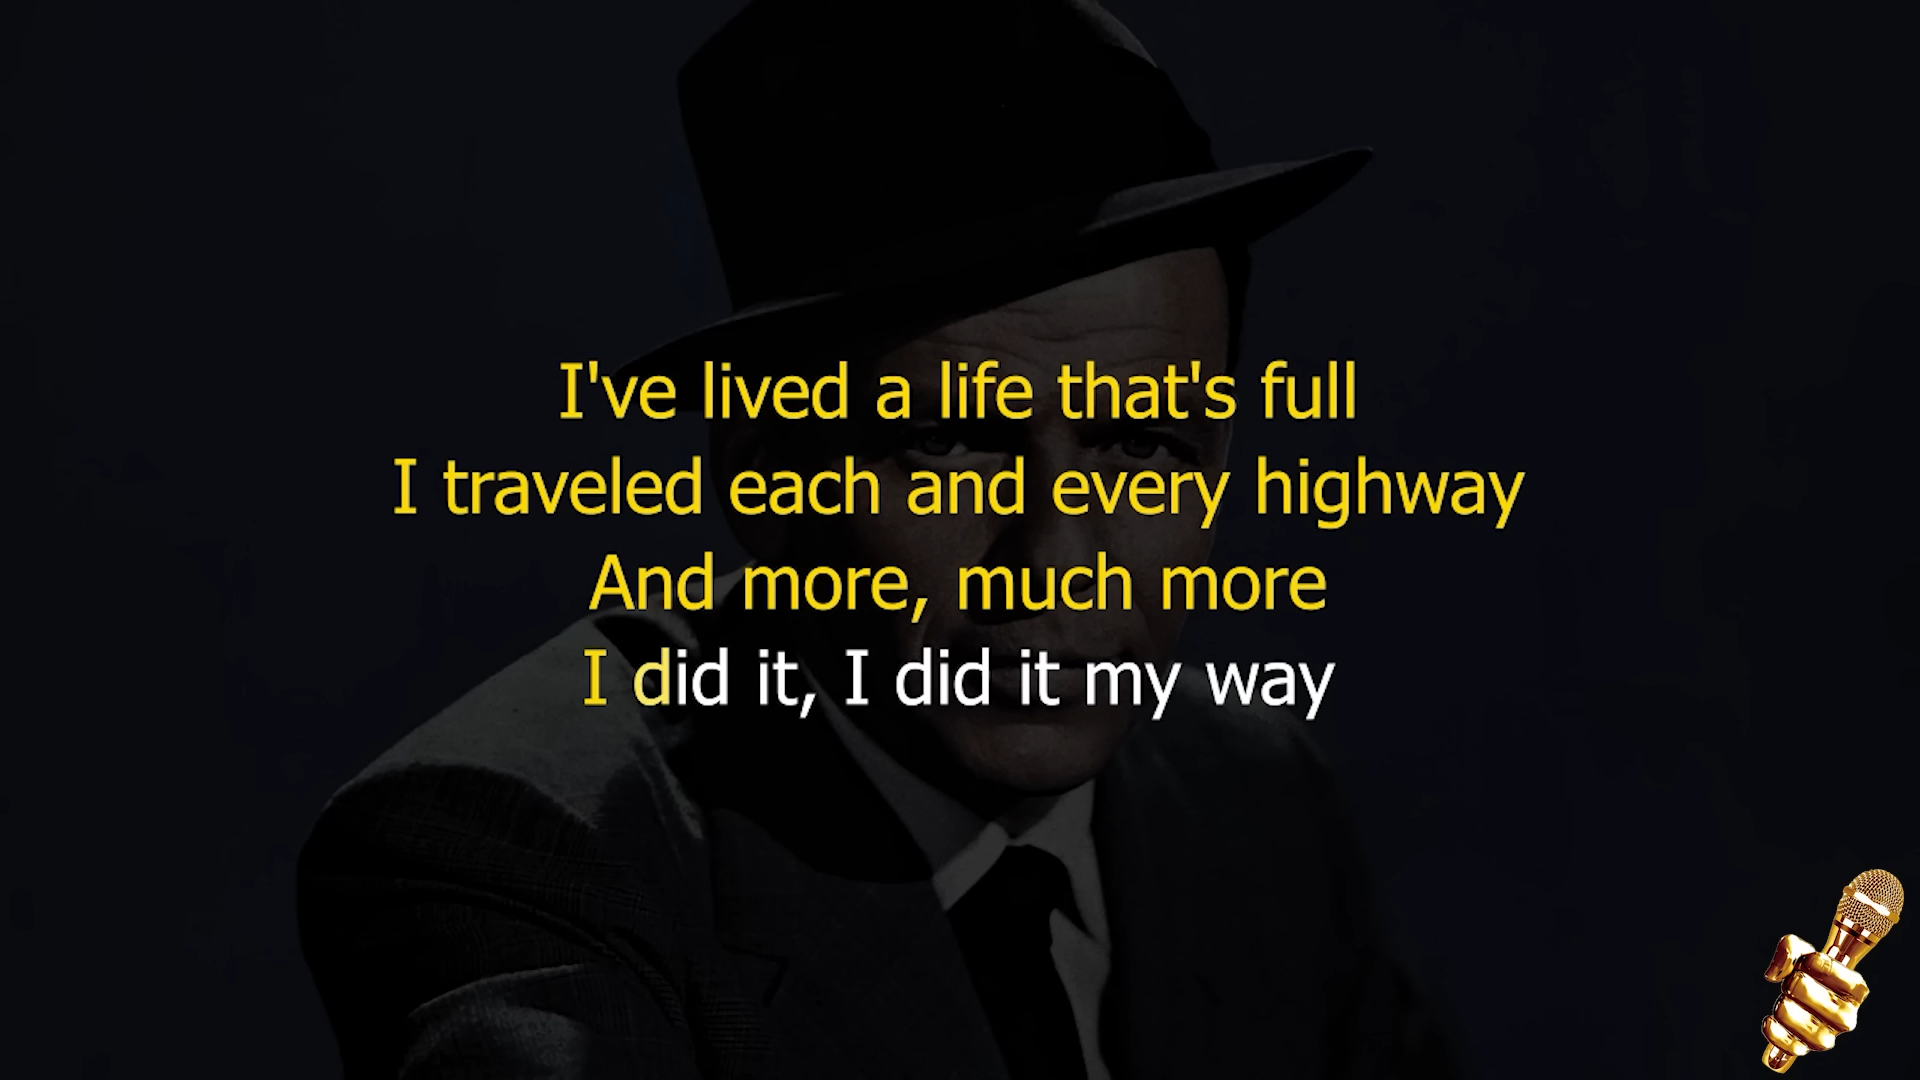 I've lived a life that's full
I traveled each and every highway
And more, much more
I did it, I did it my way